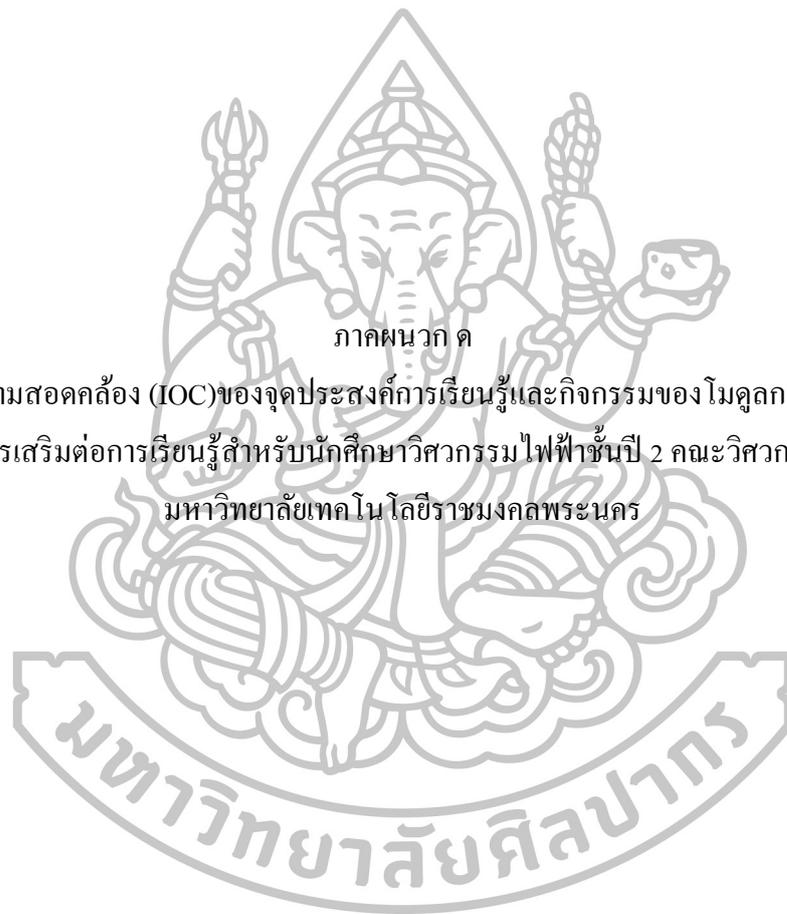 ภาคผนวก ด
ามสอดคล้อง (IOC)ของจุดประสงค์การเรียนรู้และกิจกรรมของโมดูลก
รเสริมต่อการเรียนรู้สำหรับนักศึกษาวิศวกรรมไฟฟ้าชั้นปี 2 คณะวิศวก
มหาวิทยาลัยเทคโนโลยีราชมงคลพระนคร
มหาวิทยาลัยศิลปากร